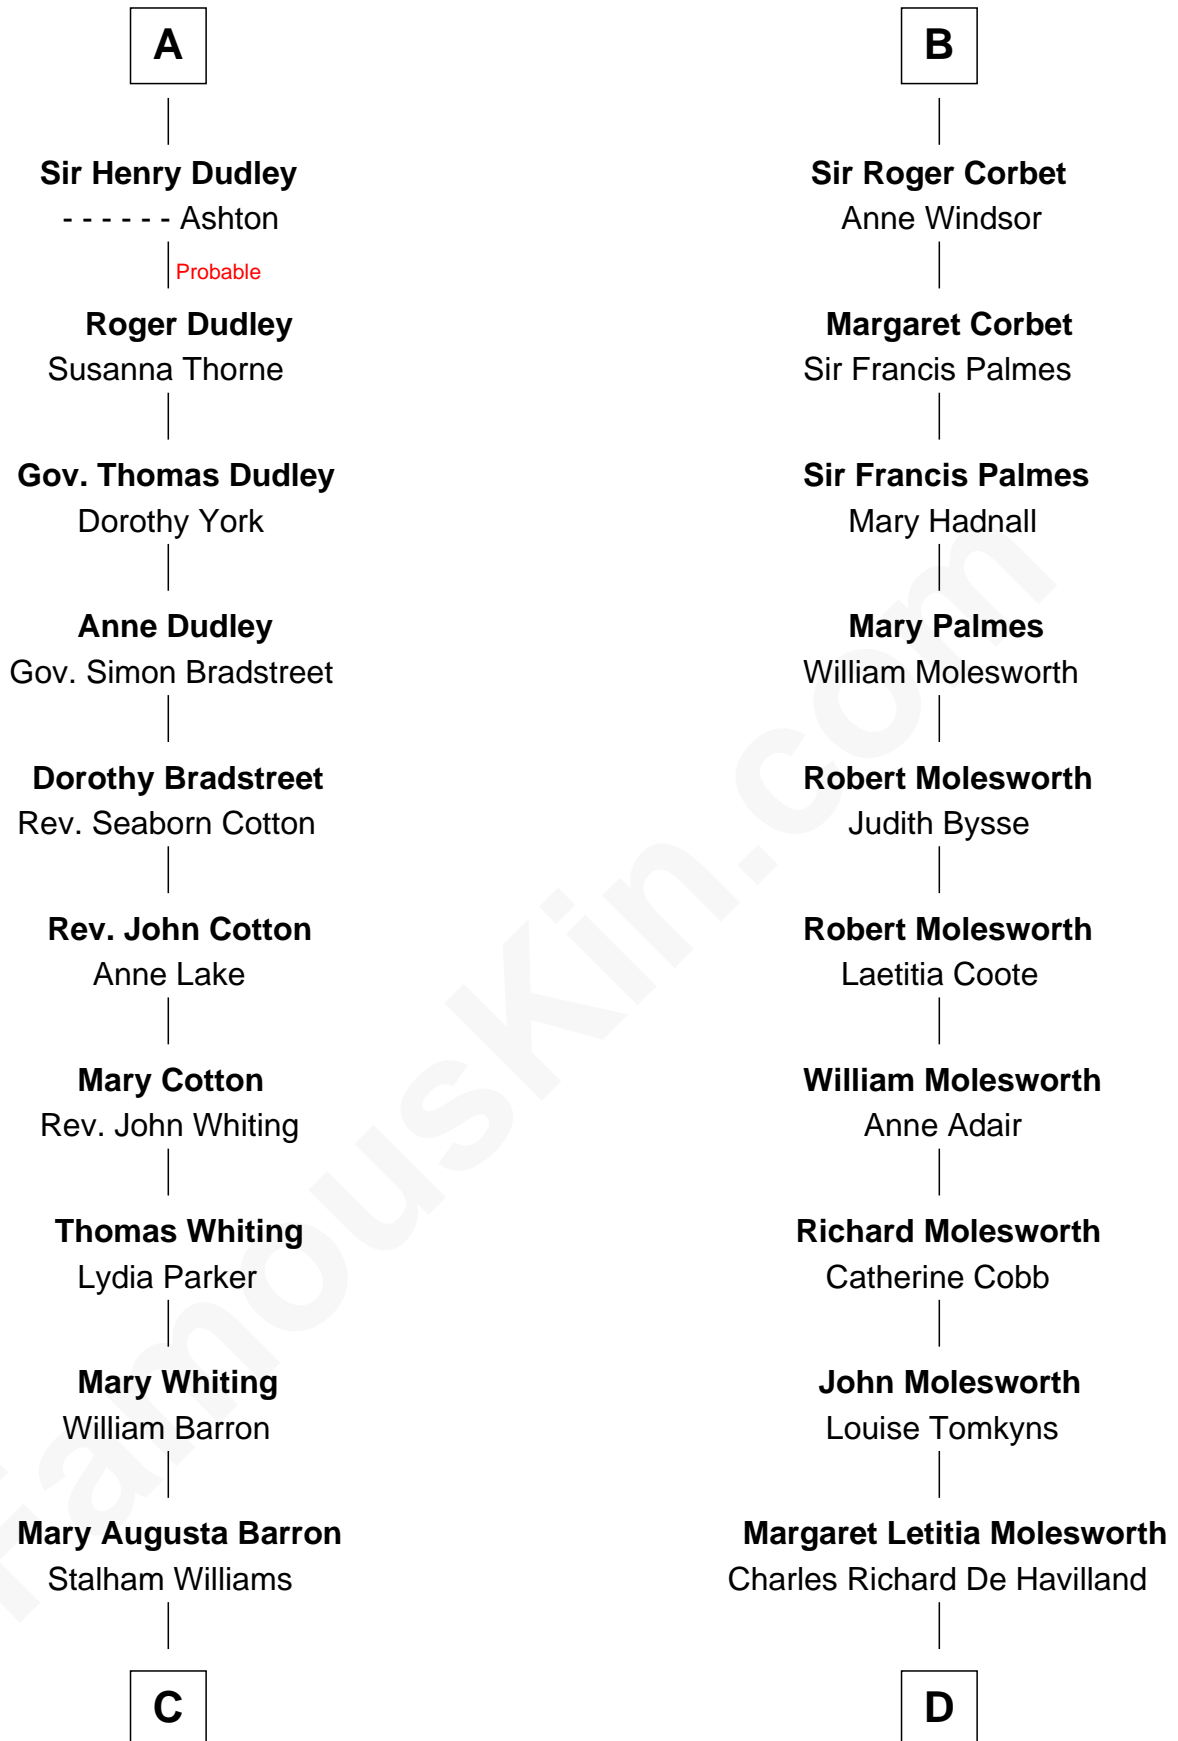 A
Sir Henry Dudley
- - - - - - Ashton
Probable
Roger Dudley
Susanna Thorne
Gov. Thomas Dudley
Dorothy York
Anne Dudley
Gov. Simon Bradstreet
Dorothy Bradstreet
Rev. Seaborn Cotton
Rev. John Cotton
Anne Lake
Mary Cotton
Rev. John Whiting
Thomas Whiting
Lydia Parker
Mary Whiting
William Barron
Mary Augusta Barron
Stalham Williams
C
B
Sir Roger Corbet
Anne Windsor
Margaret Corbet
Sir Francis Palmes
Sir Francis Palmes
Mary Hadnall
Mary Palmes
William Molesworth
Robert Molesworth
Judith Bysse
Robert Molesworth
Laetitia Coote
William Molesworth
Anne Adair
Richard Molesworth
Catherine Cobb
John Molesworth
Louise Tomkyns
Margaret Letitia Molesworth
Charles Richard De Havilland
D
FamousKin.com